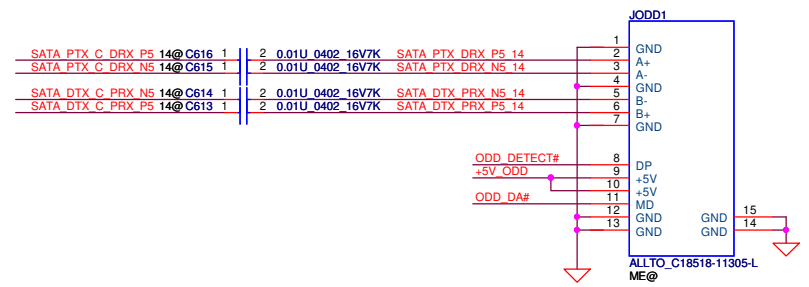 JODD1
1 GND
SATA_PTX_C_DRX_P5 14@ C616 1 2 0.01U_0402_16V7K SATA_PTX_DRX_P5_14 2 A+
SATA_PTX_C_DRX_N5 14@ C615 1 2 0.01U_0402_16V7K SATA_PTX_DRX_N5_14 3 A-
4 GND
SATA_DTX_C_PRX_N5 14@ C614 1 2 0.01U_0402_16V7K SATA_DTX_PRX_N5_14 5 B-
SATA_DTX_C_PRX_P5 14@ C613 1 2 0.01U_0402_16V7K SATA_DTX_PRX_P5_14 6 B+
7 GND
ODD_DETECT# 8 DP
+5V_ODD 9 +5V
10 +5V
ODD_DA# 11 MD
12 GND GND 15
13 GND GND 14
ALLTO_C18518-11305-L
ME@